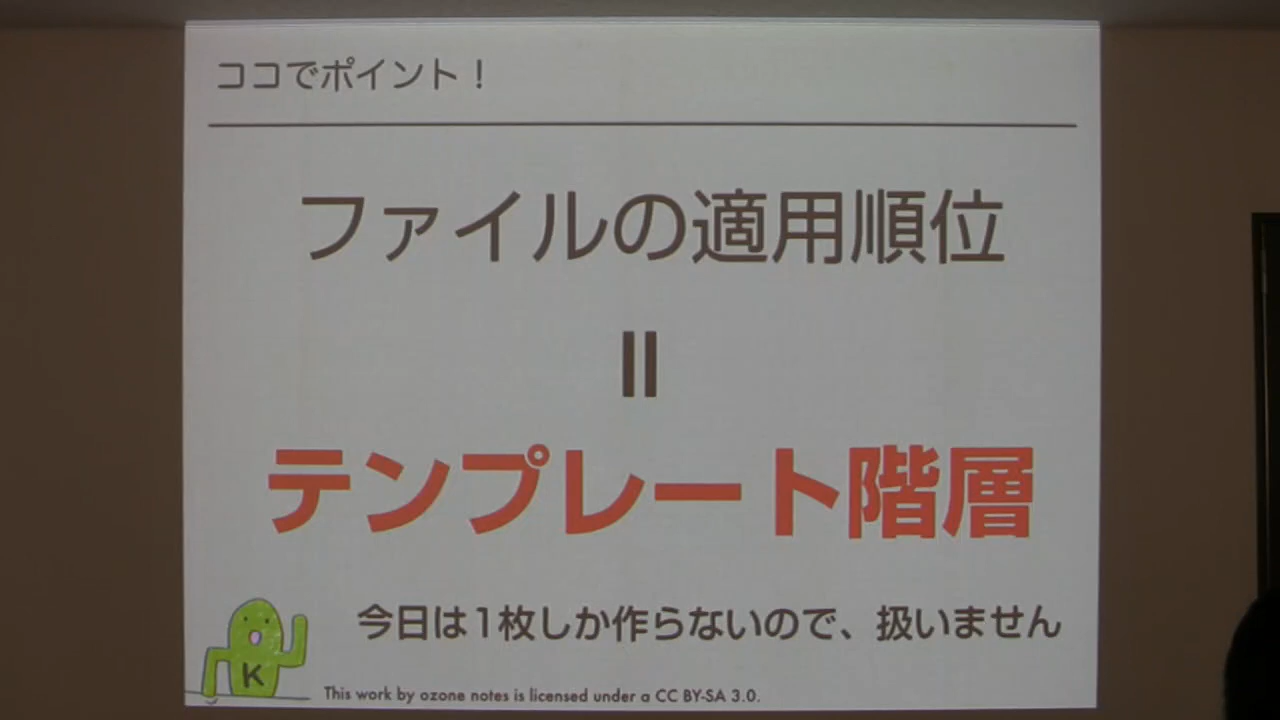 ココでポイント！
ファイルの適用順位
＝
テンプレート階層
今日は1枚しか作らないので、扱いません
K
This work by ozone notes is licensed under a CC BY-SA 3.0.